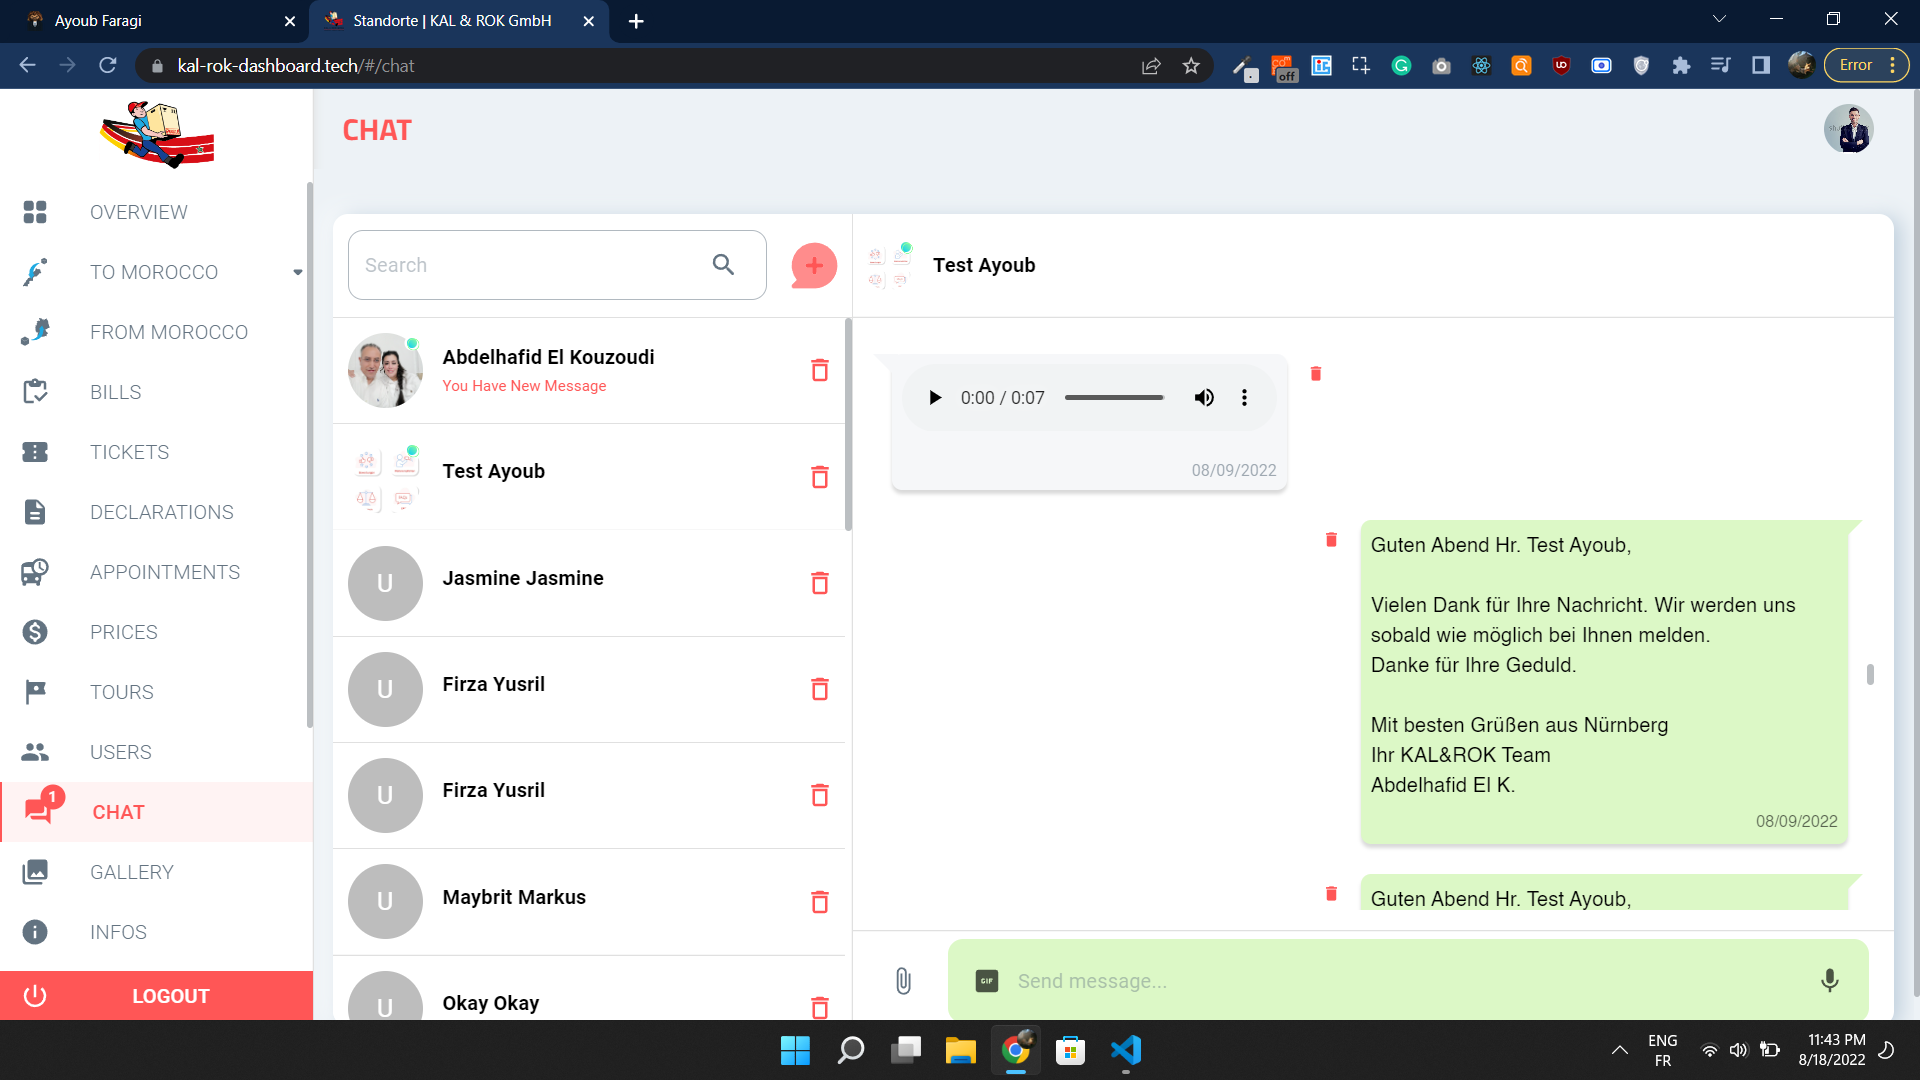 Ayoub Faragi
Standorte | KAL & ROK GmbH
kal-rok-dashboard.tech/#/chat
off
Error
CHAT
OVERVIEW
TO MOROCCO
FROM MOROCCO
BILLS
TICKETS
DECLARATIONS
APPOINTMENTS
PRICES
TOURS
USERS
1
CHAT
GALLERY
INFOS
LOGOUT
Search
Abdelhafid El Kouzoudi
You Have New Message
Test Ayoub
U
Jasmine Jasmine
U
Firza Yusril
U
Firza Yusril
U
Maybrit Markus
U
Okay Okay
Test Ayoub
0:00 / 0:07
08/09/2022
Guten Abend Hr. Test Ayoub,
Vielen Dank für Ihre Nachricht. Wir werden uns
sobald wie möglich bei Ihnen melden.
Danke für Ihre Geduld.
Mit besten Grüßen aus Nürnberg
Ihr KAL&ROK Team
Abdelhafid El K.
08/09/2022
Guten Abend Hr. Test Ayoub,
GIF
Send message...
ENG
FR
11:43 PM
8/18/2022